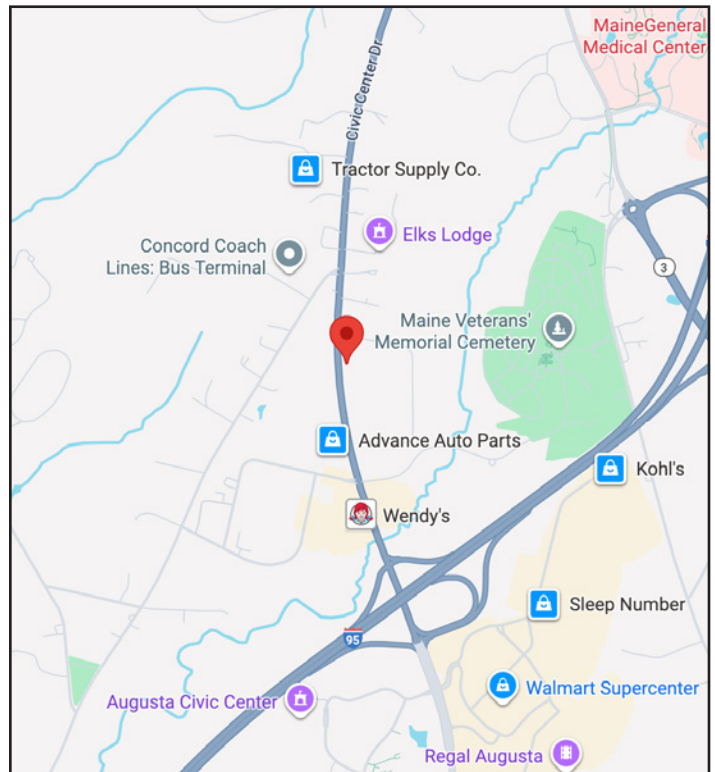 MaineGeneral
Medical Center
Civic Center Dr
Tractor Supply Co.
Elks Lodge
Concord Coach
Lines: Bus Terminal
3
Maine Veterans'
Memorial Cemetery
Advance Auto Parts
Kohl's
Wendy's
Sleep Number
95
Walmart Supercenter
Augusta Civic Center
Regal Augusta